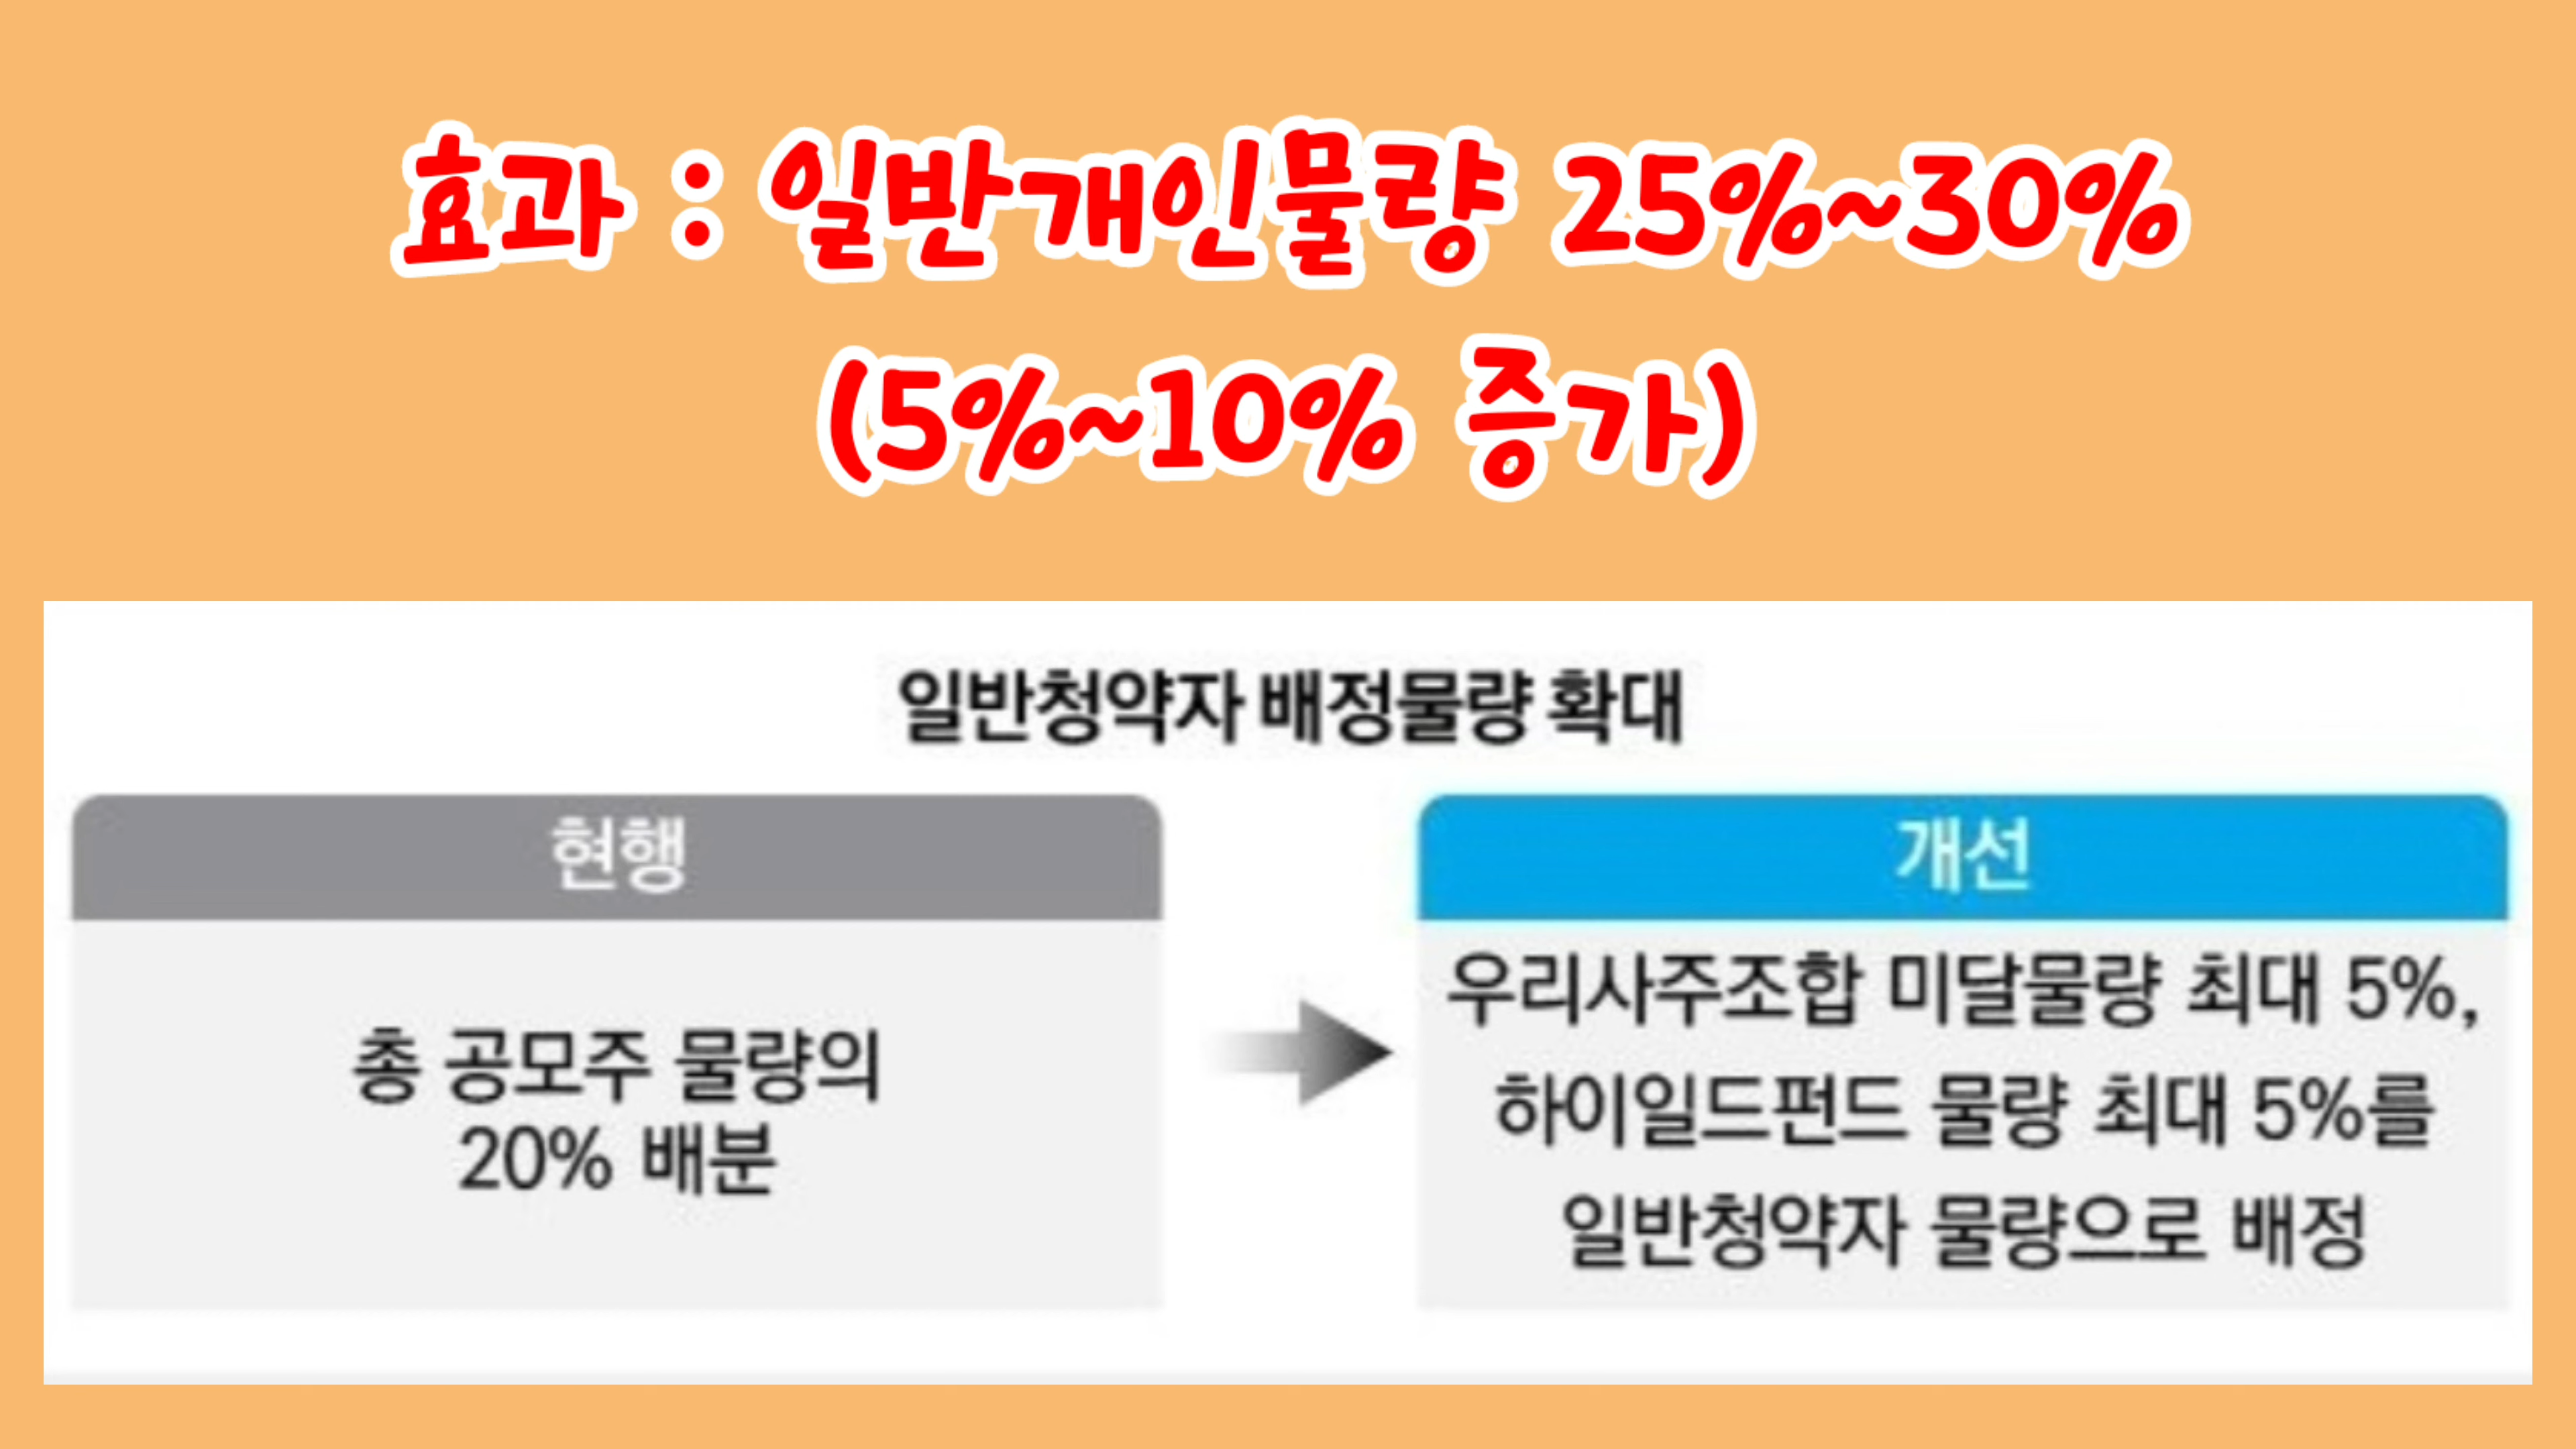 효과 : 일반개인물량 25%~30%
(5%~10% 증가)
일반청약자 배정물량 확대
현행
총 공모주 물량의
20% 배분
개선
우리사주조합 미달물량 최대 5%,
하이일드펀드 물량 최대 5%를
일반청약자 물량으로 배정